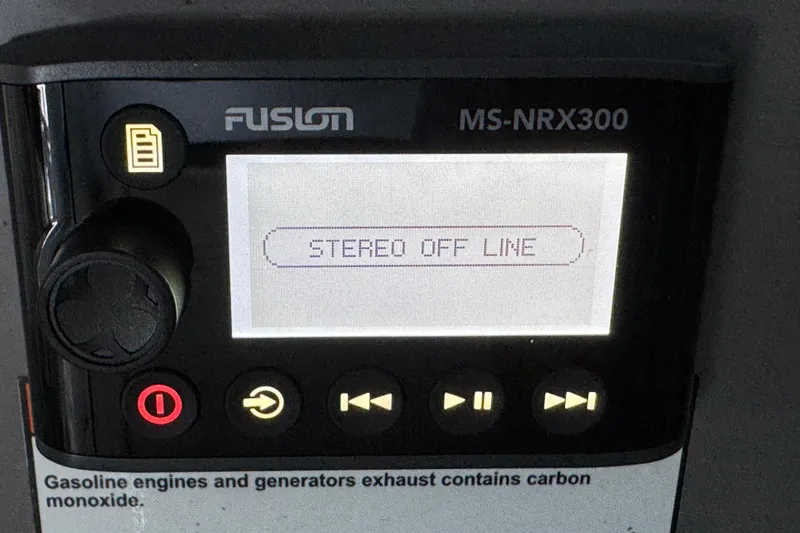 FUSION MS-NRX300
STEREO OFF LINE
Gasoline engines and generators exhaust contains carbon
monoxide.